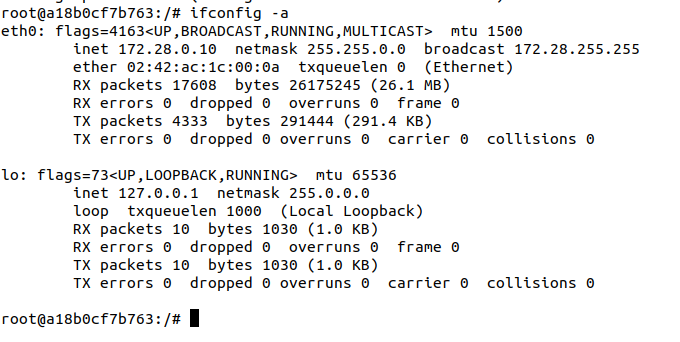 root@a18b0cf7b763:/# ifconfig -a
eth0: flags=4163<UP,BROADCAST,RUNNING,MULTICAST>  mtu 1500
        inet 172.28.0.10  netmask 255.255.0.0  broadcast 172.28.255.255
        ether 02:42:ac:1c:00:0a  txqueuelen 0  (Ethernet)
        RX packets 17608  bytes 26175245 (26.1 MB)
        RX errors 0  dropped 0  overruns 0  frame 0
        TX packets 4333  bytes 291444 (291.4 KB)
        TX errors 0  dropped 0 overruns 0  carrier 0  collisions 0

lo: flags=73<UP,LOOPBACK,RUNNING>  mtu 65536
        inet 127.0.0.1  netmask 255.0.0.0
        loop  txqueuelen 1000  (Local Loopback)
        RX packets 10  bytes 1030 (1.0 KB)
        RX errors 0  dropped 0  overruns 0  frame 0
        TX packets 10  bytes 1030 (1.0 KB)
        TX errors 0  dropped 0 overruns 0  carrier 0  collisions 0

root@a18b0cf7b763:/#